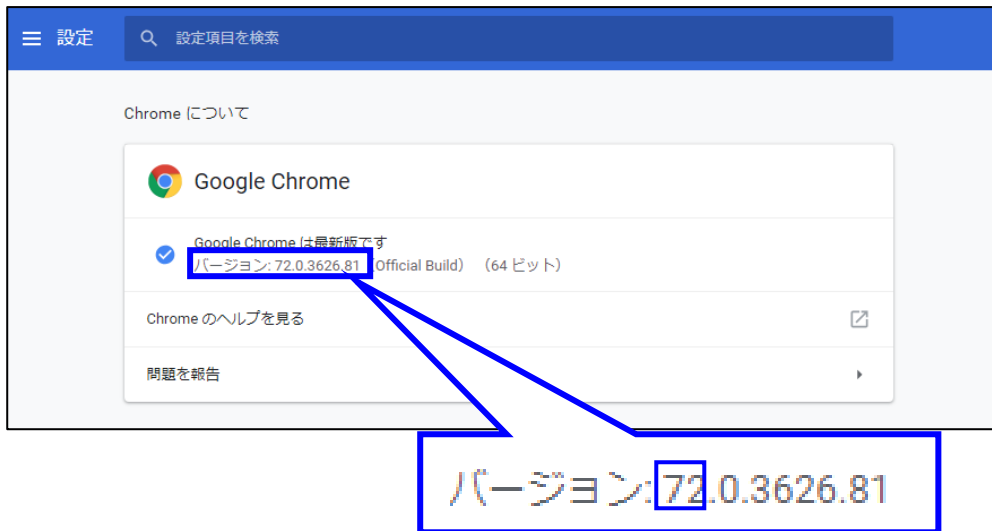 設定
設定項目を検索
Chrome について
Google Chrome
Google Chrome は最新版です
バージョン: 72.0.3626.81（Official Build） （64 ビット）
Chrome のヘルプを見る
問題を報告
バージョン: 72.0.3626.81